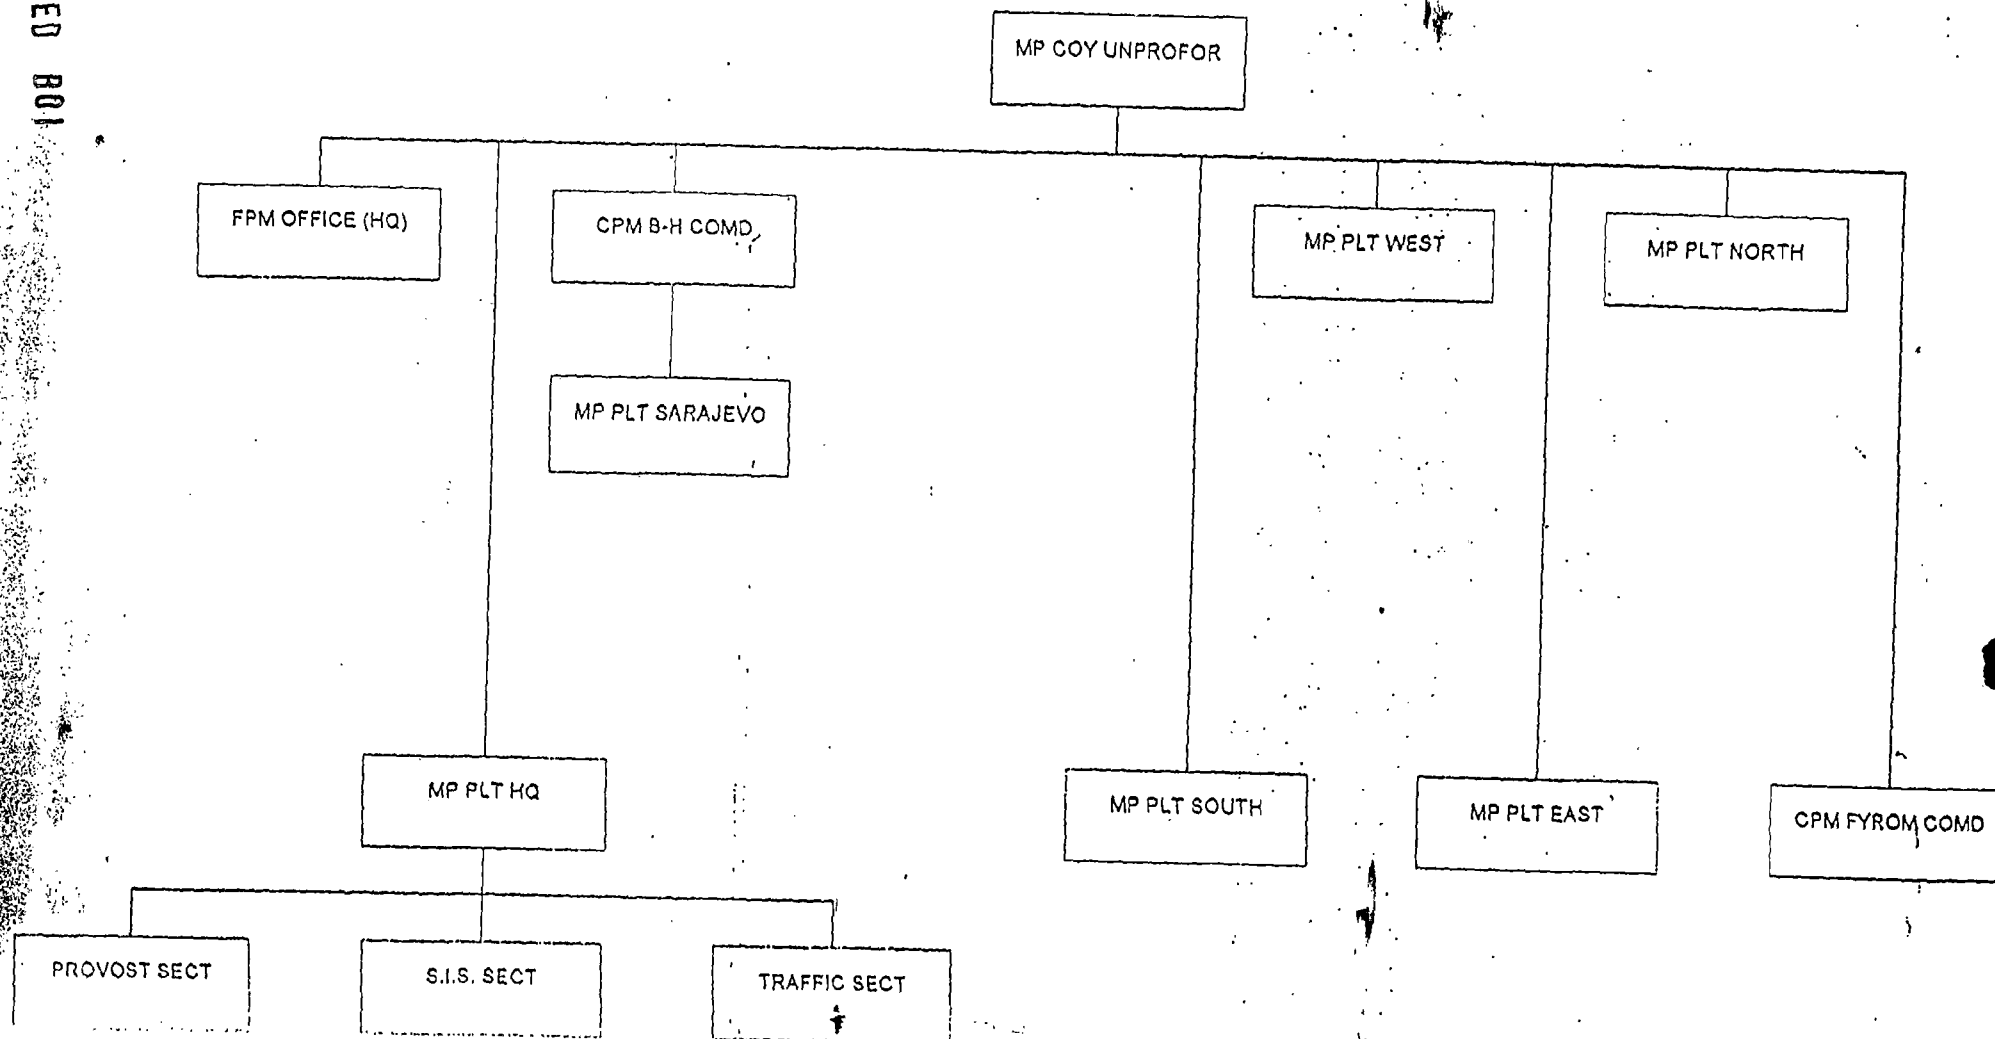 MP COY UNPROFOR
FPM OFFICE (HQ)
CPM B-H COMD
MP PLT WEST
MP PLT NORTH
MP PLT SARAJEVO
MP PLT HQ
MP PLT SOUTH
MP PLT EAST
CPM FYROM COMD
PROVOST SECT
S.I.S. SECT
TRAFFIC SECT